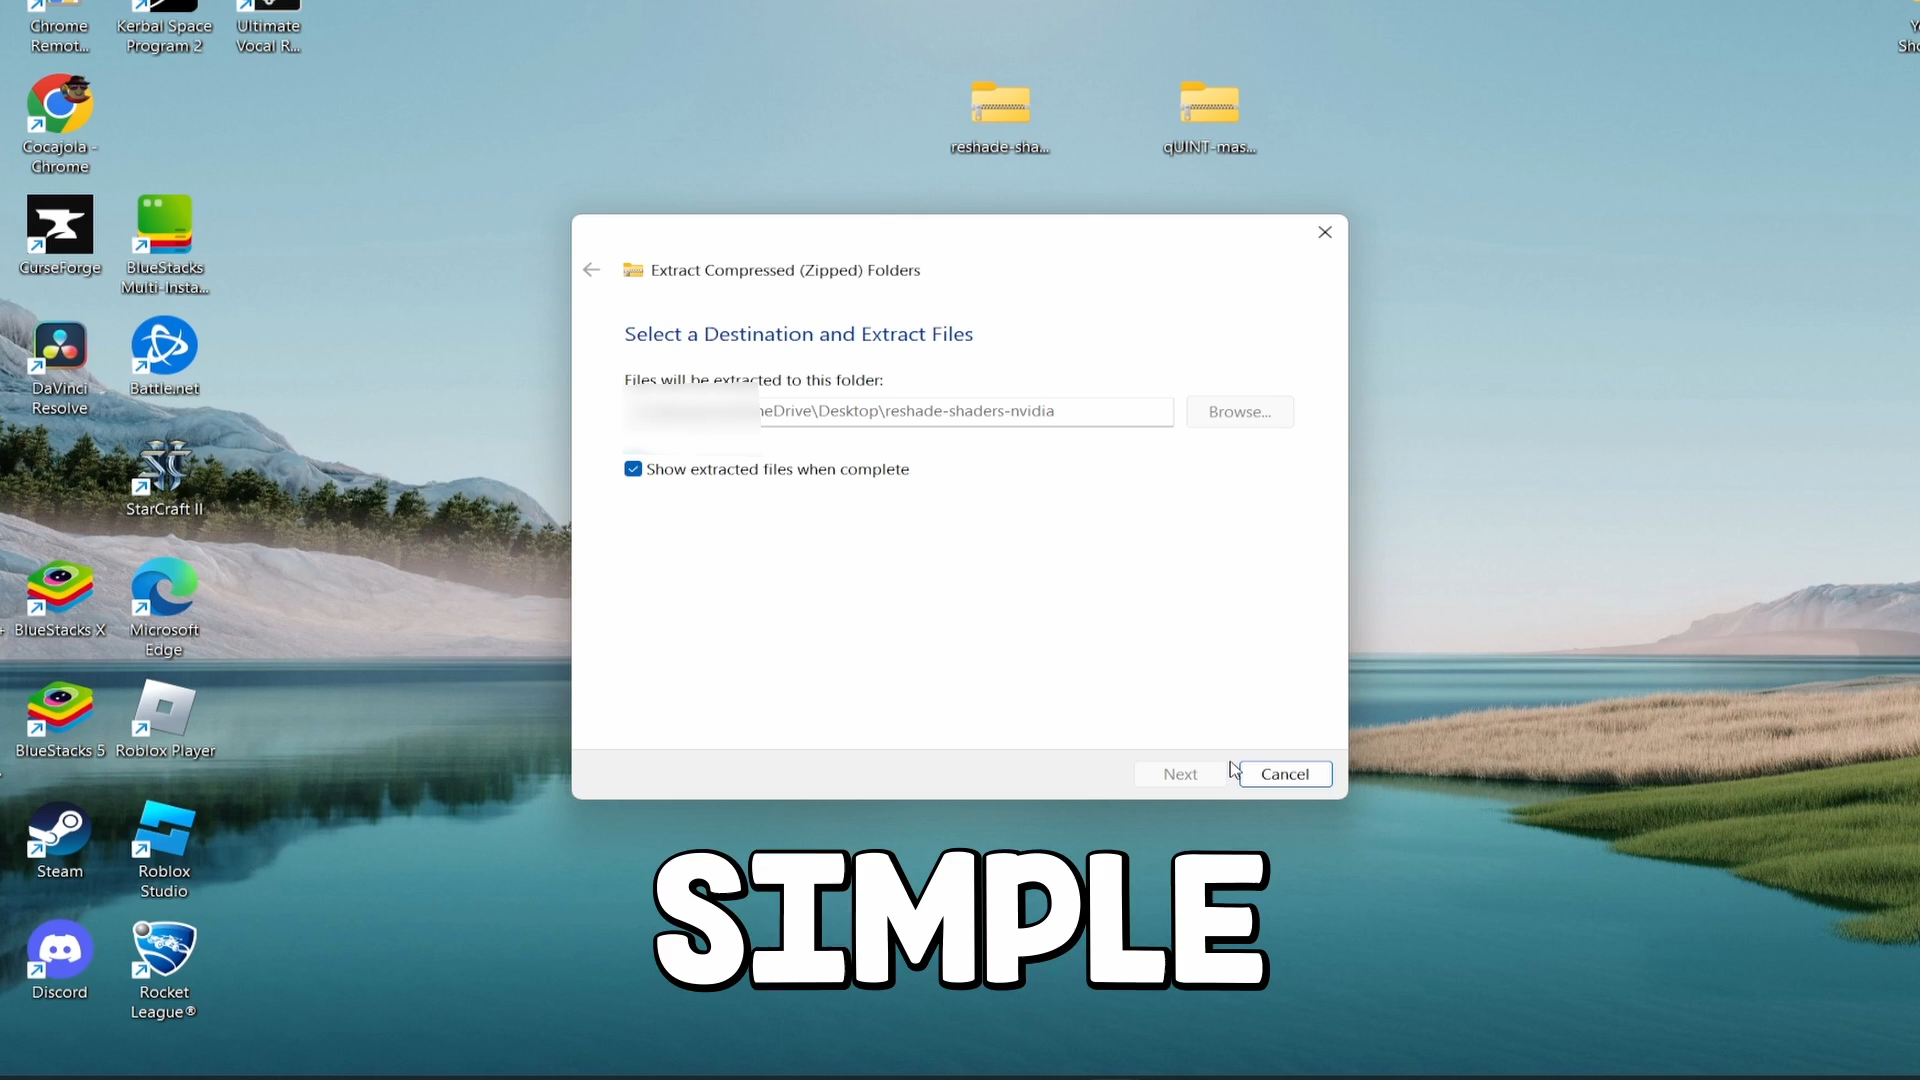 Chrome
Remot...
Kerbal Space
Program 2
Ultimate
Vocal R...
Sho
reshade-sha...
qUINT-mas...
Cocajola -
Chrome
CurseForge
BlueStacks
Multi-Insta...
DaVinci
Resolve
Battle.net
StarCraft II
BlueStacks X
Microsoft
Edge
BlueStacks 5
Roblox Player
Steam
Roblox
Studio
Discord
Rocket
League®
Extract Compressed (Zipped) Folders
Select a Destination and Extract Files
Files will be extracted to this folder:
neDrive\Desktop\reshade-shaders-nvidia
Browse...
Show extracted files when complete
Next
Cancel
SIMPLE